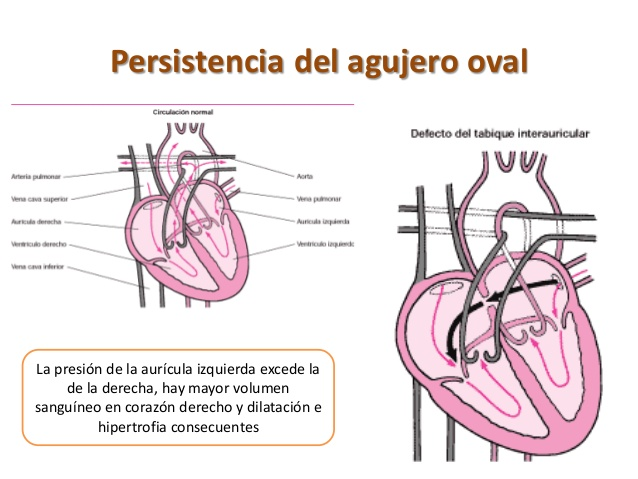 Persistencia del agujero oval
Circulación normal
Arteria pulmonar
Vena cava superior
Aurícula derecha
Ventrículo derecho
Vena cava inferior
Aorta
Vena pulmonar
Aurícula izquierda
Ventrículo izquierdo
Defecto del tabique interauricular
La presión de la aurícula izquierda excede la
de la derecha, hay mayor volumen
sanguíneo en corazón derecho y dilatación e
hipertrofia consecuentes